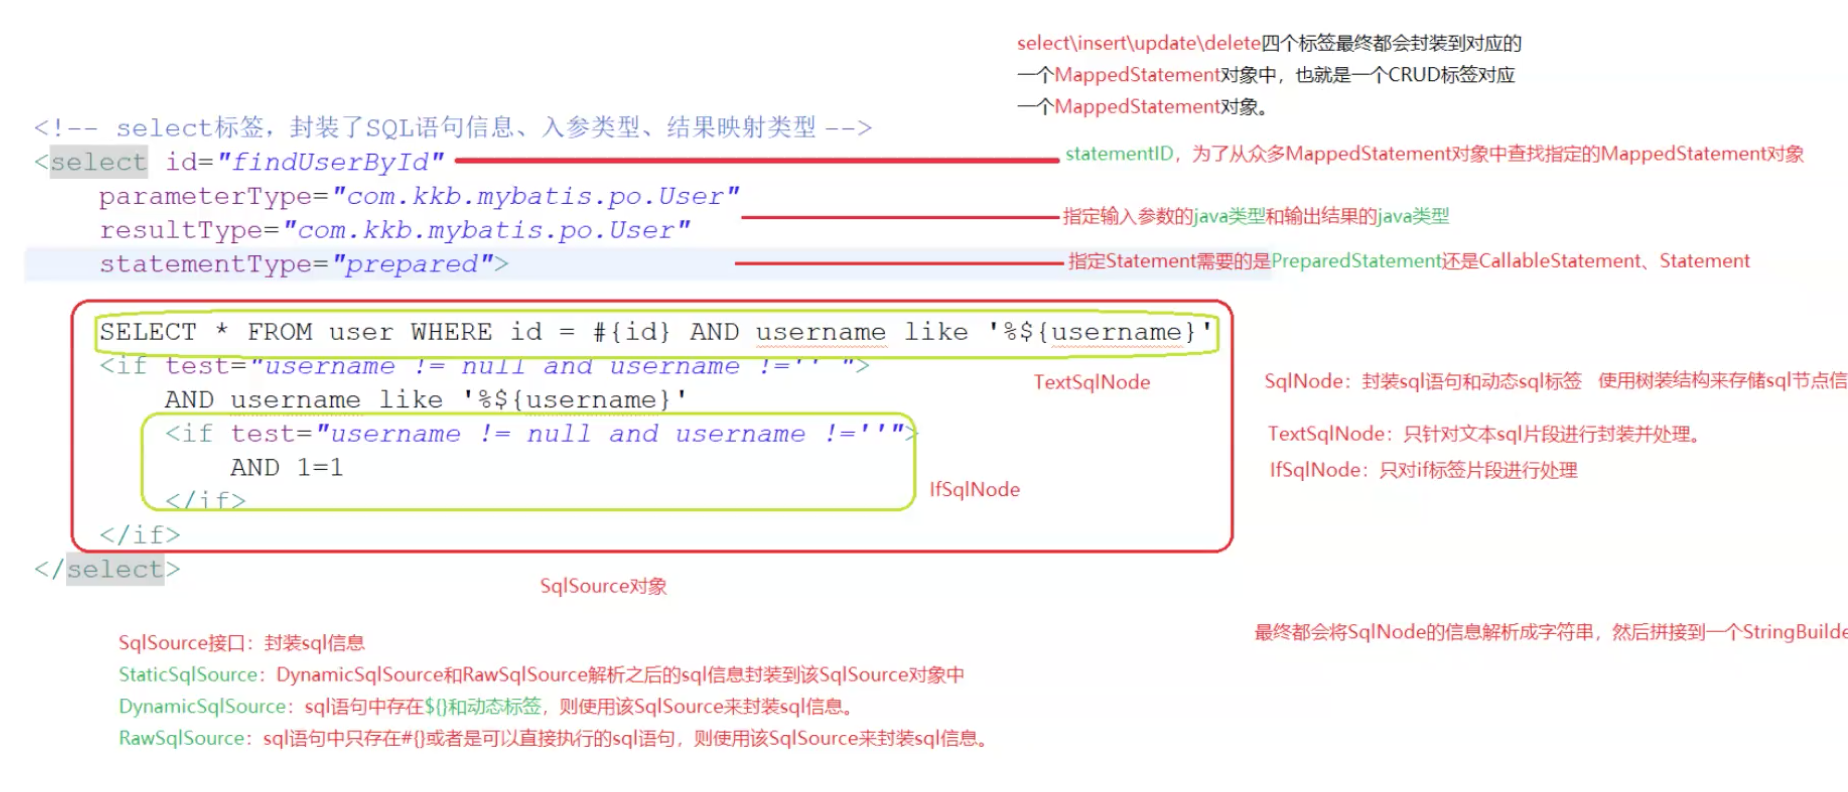 select\insert\update\delete四个标签最终都会封装到对应的
一个MappedStatement对象中，也就是一个CRUD标签对应
一个MappedStatement对象。
<!-- select标签，封装了SQL语句信息、入参类型、结果映射类型 -->
<select id="findUserById"
statementID，为了从众多MappedStatement对象中查找指定的MappedStatement对象
parameterType="com.kkb.mybatis.po.User"
指定输入参数的java类型和输出结果的java类型
resultType="com.kkb.mybatis.po.User"
statementType="prepared">
指定Statement需要的是PreparedStatement还是CallableStatement、Statement
SELECT * FROM user WHERE id = #{id} AND username like '%${username}'
<if test="username != null and username !='' ">
TextSqlNode
SqlNode：封装sql语句和动态sql标签 使用树装结构来存储sql节点信
AND username like '%${username}'
<if test="username != null and username !=''">
TextSqlNode：只针对文本sql片段进行封装并处理。
AND 1=1
IfSqlNode：只对if标签片段进行处理
</if>
IfSqlNode
</if>
</select>
SqlSource对象
最终都会将SqlNode的信息解析成字符串，然后拼接到一个StringBuilde
SqlSource接口：封装sql信息
StaticSqlSource：DynamicSqlSource和RawSqlSource解析之后的sql信息封装到该SqlSource对象中
DynamicSqlSource：sql语句中存在${}和动态标签，则使用该SqlSource来封装sql信息。
RawSqlSource：sql语句中只存在#{}或者是可以直接执行的sql语句，则使用该SqlSource来封装sql信息。